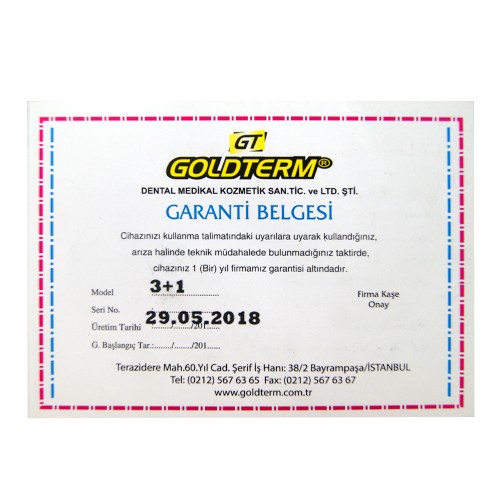 GT
GOLDTERM®
DENTAL MEDİKAL KOZMETİK SAN.TİC. ve LTD. ŞTİ.
GARANTİ BELGESİ
Cihazınızı kullanma talimatındaki uyarılara uyarak kullandığınız,
arıza halinde teknik müdahalede bulunmadığınız taktirde,
cihazınız 1 (Bir) yıl firmamız garantisi altındadır.
Model 3+1 Firma Kaşe
Seri No. Onay
29.05.2018
Üretim Tarihi ......./......./201.....
G. Başlangıç Tar.:....../......./201.....
Terazidere Mah.60.Yıl Cad. Şerif İş Hanı: 38/2 Bayrampaşa/İSTANBUL
Tel: (0212) 567 63 65 Fax: (0212) 567 63 67
www.goldterm.com.tr